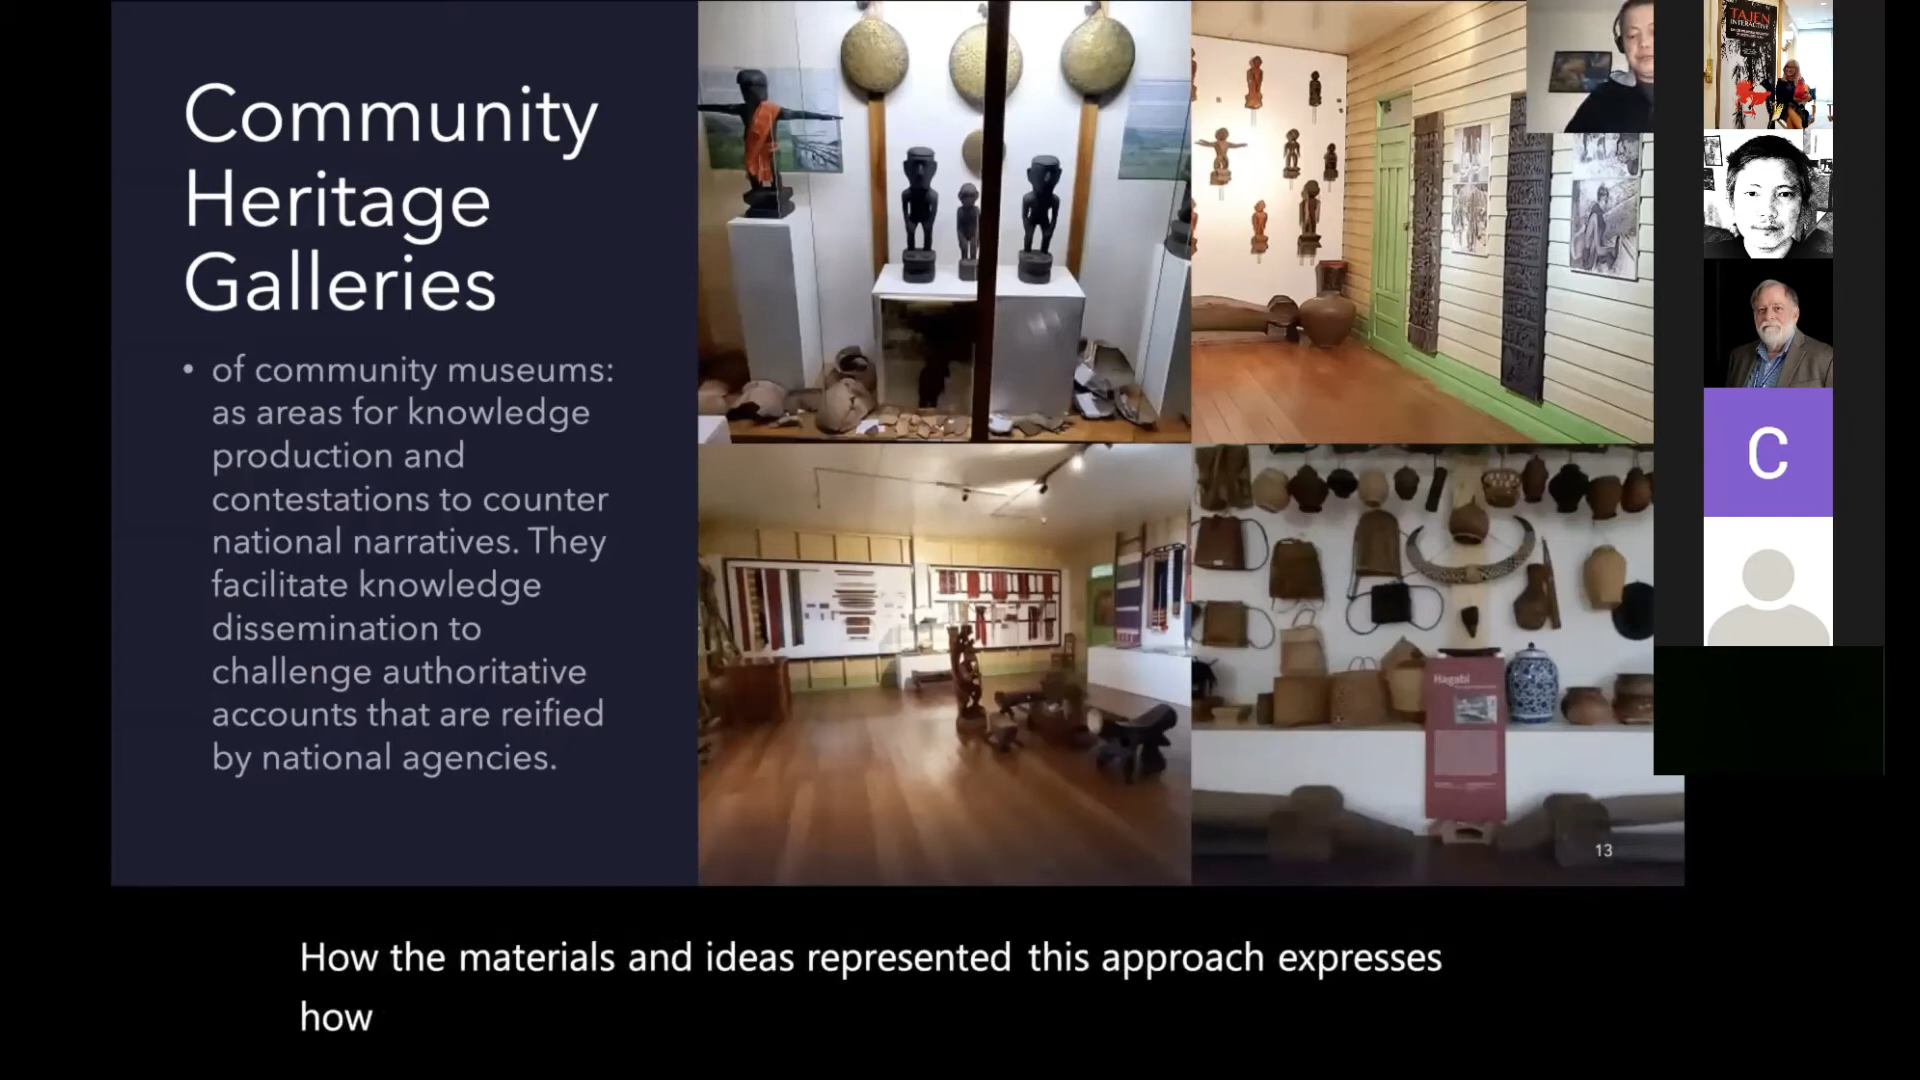 Community
Heritage
Galleries
• of community museums:
as areas for knowledge
production and
contestations to counter
national narratives. They
facilitate knowledge
dissemination to
challenge authoritative
accounts that are reified
by national agencies.
Hagabi
13
TAJEN
INTERACTIVE
C
How the materials and ideas represented this approach expresses
how